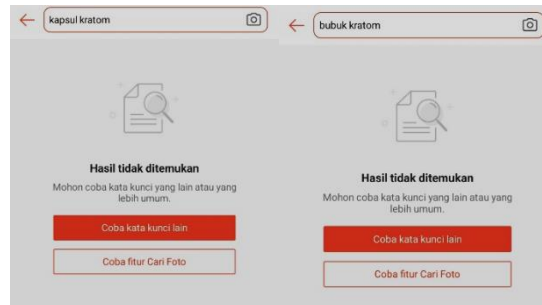 kapsul kratom
Hasil tidak ditemukan
Mohon coba kata kunci yang lain atau yang
lebih umum.
Coba kata kunci lain
Coba fitur Cari Foto
bubuk kratom
Hasil tidak ditemukan
Mohon coba kata kunci yang lain atau yang
lebih umum.
Coba kata kunci lain
Coba fitur Cari Foto